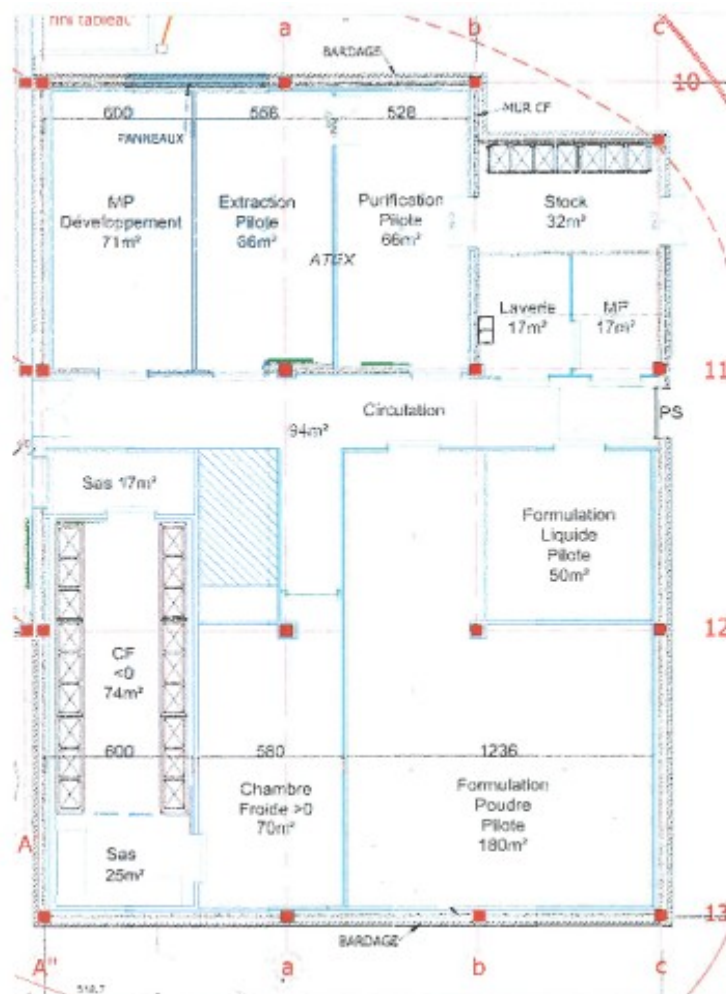 fini tableau
a
b
c
BARDAGE
10
600
556
528
MUR CF
PANNEAUX
MP
Développement
71m²
Extraction
Pilote
66m²
Purification
Pilote
66m²
Stock
32m²
ATEX
Laverie
17m²
MP
17m²
11
Circulation
94m²
PS
Sas 17m²
Formulation
Liquide
Pilote
50m²
12
CF
<0
74m²
600
580
1236
Chambre
Froide >0
70m²
Formulation
Poudre
Pilote
180m²
A
Sas
25m²
13
BARDAGE
A"
a
b
c